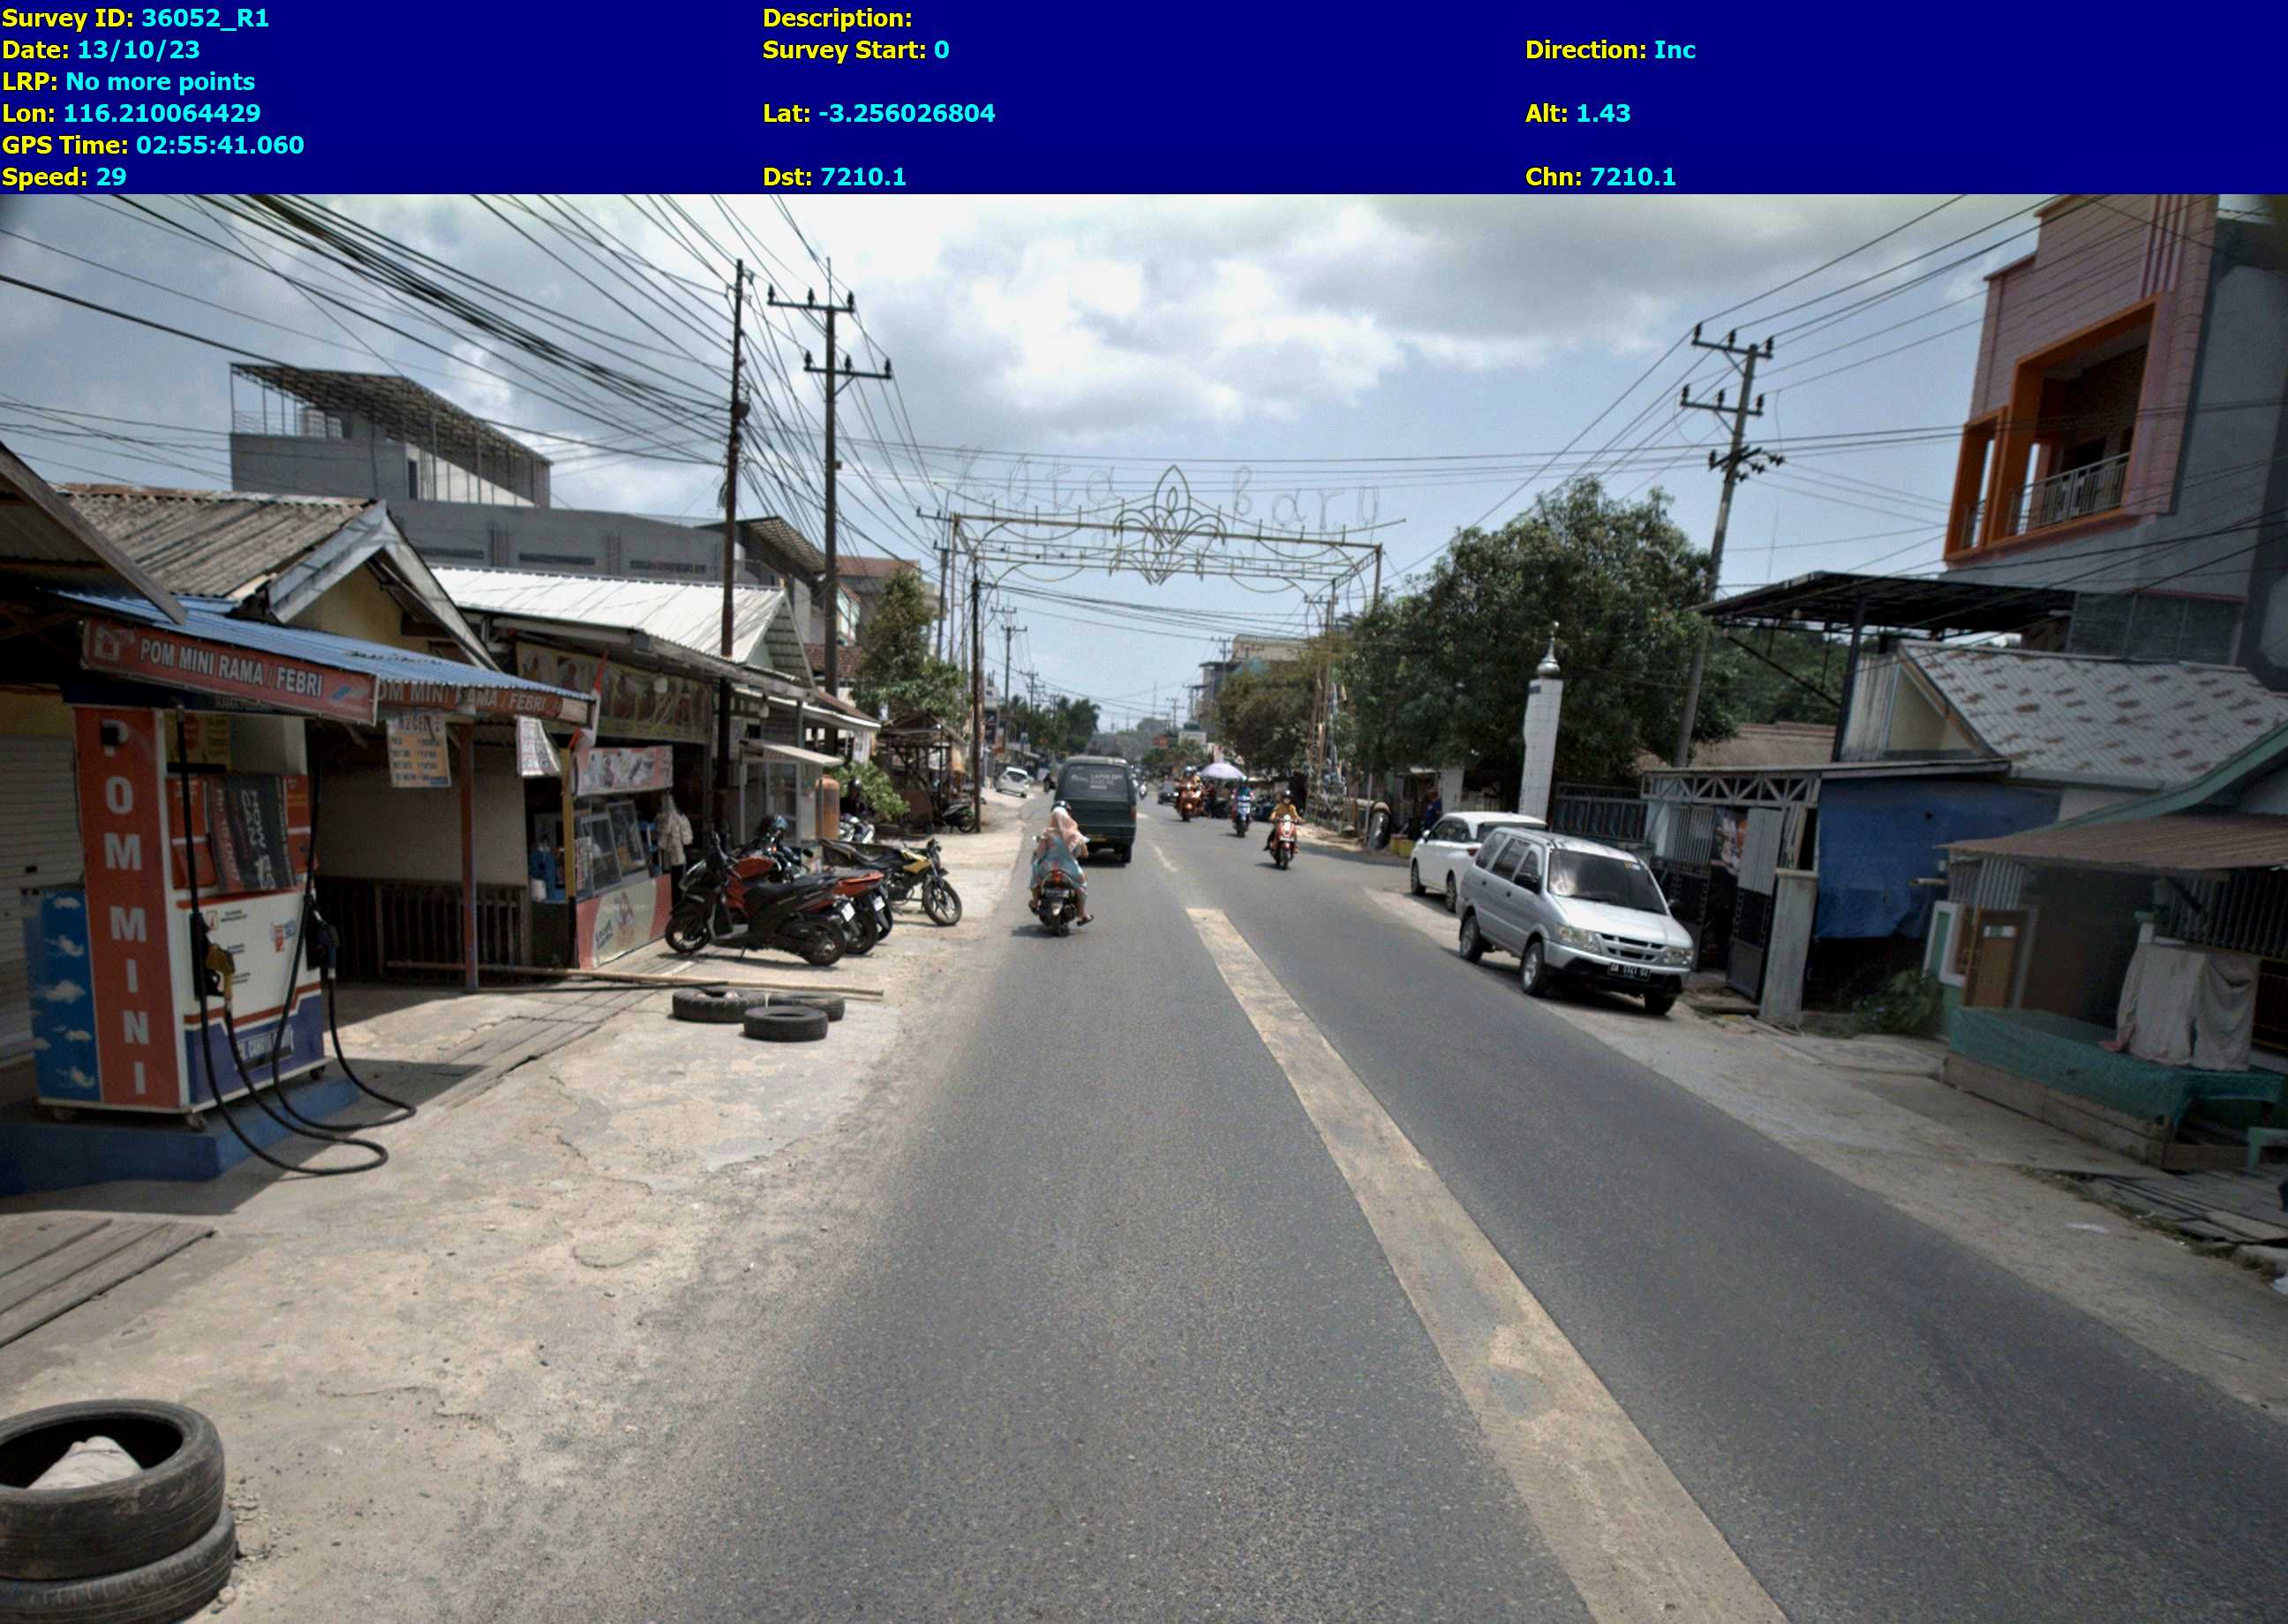 Survey ID: 36052_R1
Description:
Date: 13/10/23
Survey Start: 0
Direction: Inc
LRP: No more points
Lon: 116.210064429
Lat: -3.256026804
Alt: 1.43
GPS Time: 02:55:41.060
Speed: 29
Dst: 7210.1
Chn: 7210.1
Kota baru
POM MINI RAMA / FEBRI
POM MINI RAMA / FEBRI
POM MINI